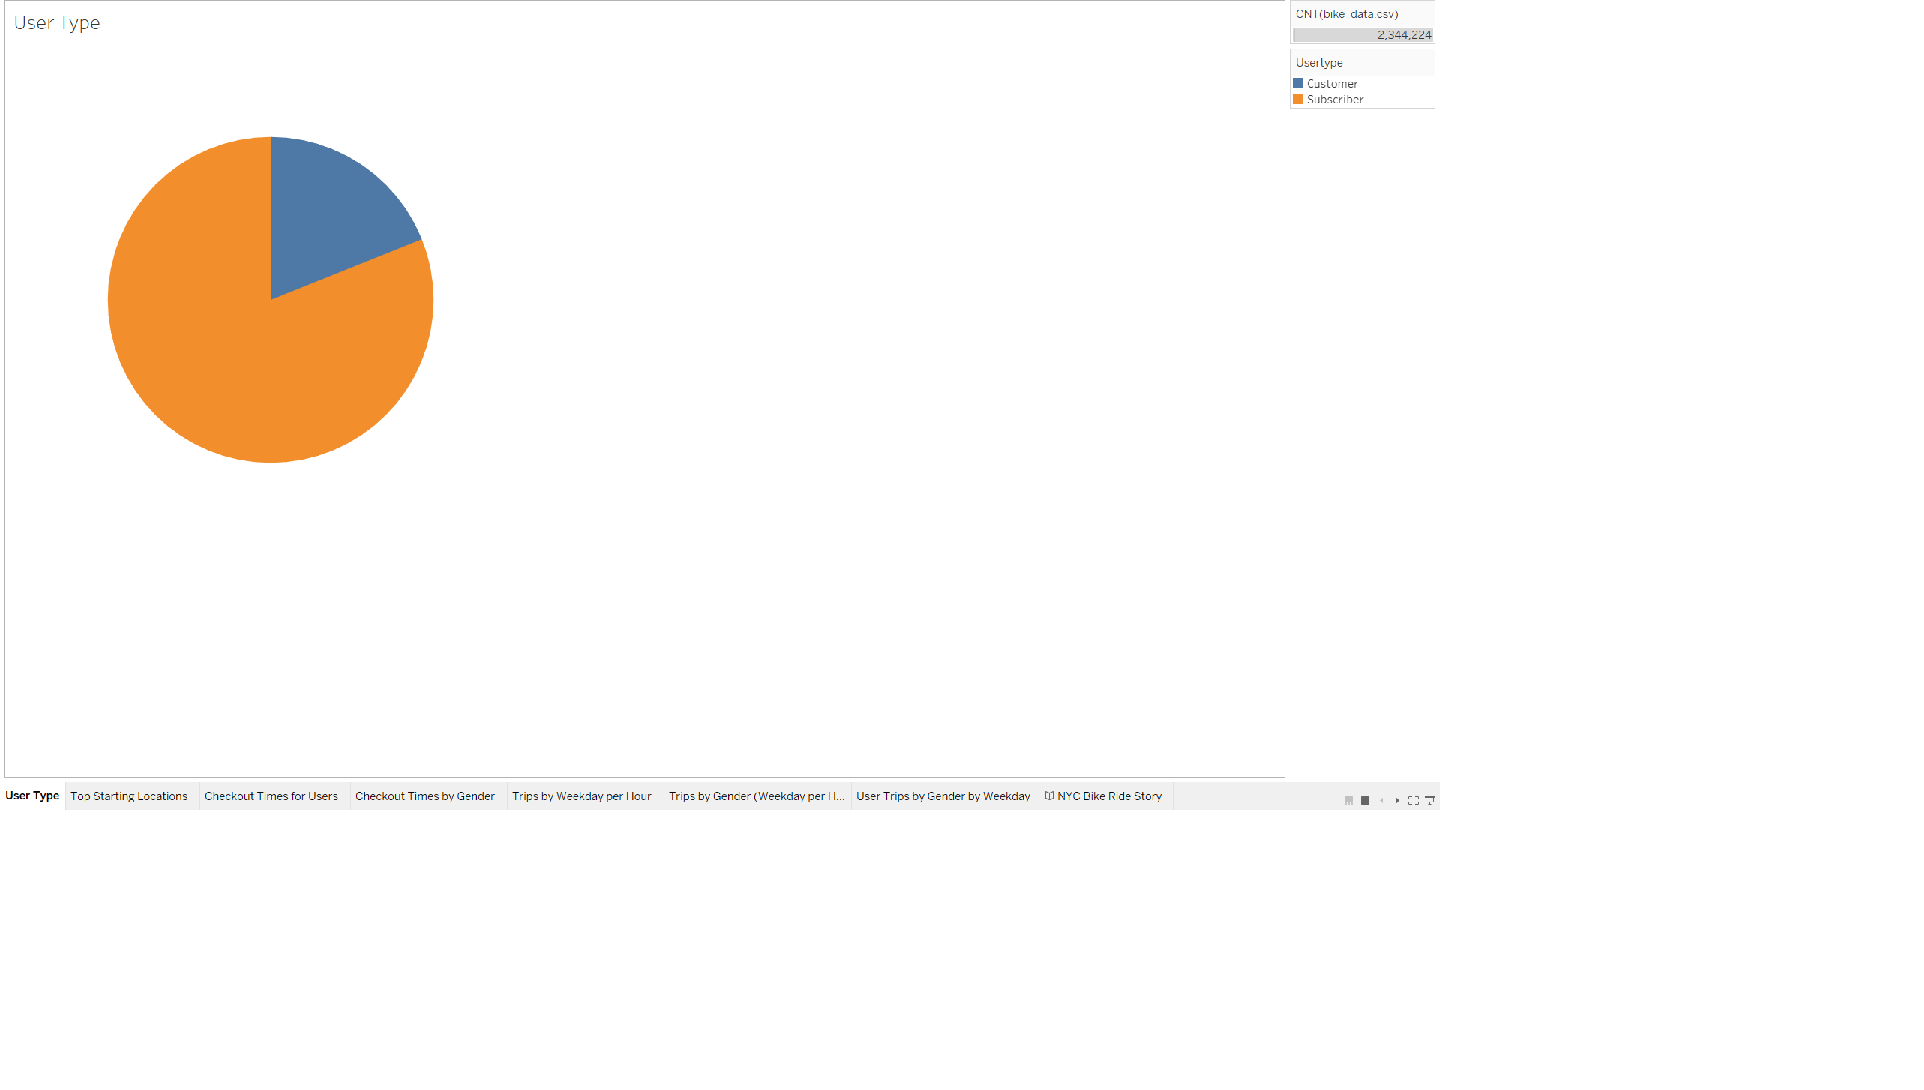 User Type
CNT(bike_data.csv)
2,344,224
Usertype
Customer
Subscriber
User Type
Top Starting Locations
Checkout Times for Users
Checkout Times by Gender
Trips by Weekday per Hour
Trips by Gender (Weekday per H...
User Trips by Gender by Weekday
NYC Bike Ride Story